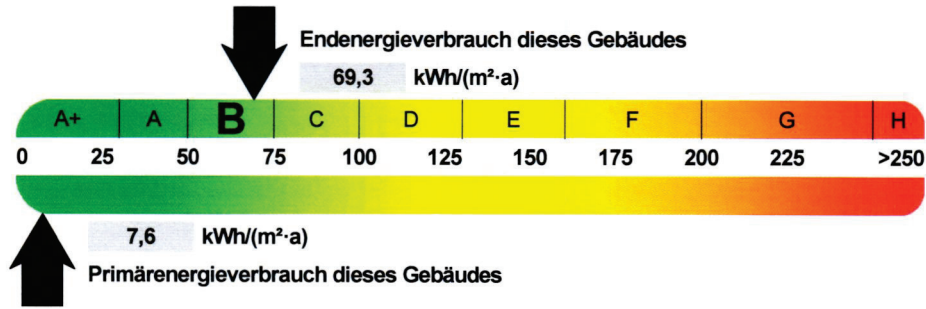 Endenergieverbrauch dieses Gebäudes
69,3 kWh/(m²·a)
A+ A B C D E F G H
0 25 50 75 100 125 150 175 200 225 >250
7,6 kWh/(m²·a)
Primärenergieverbrauch dieses Gebäudes